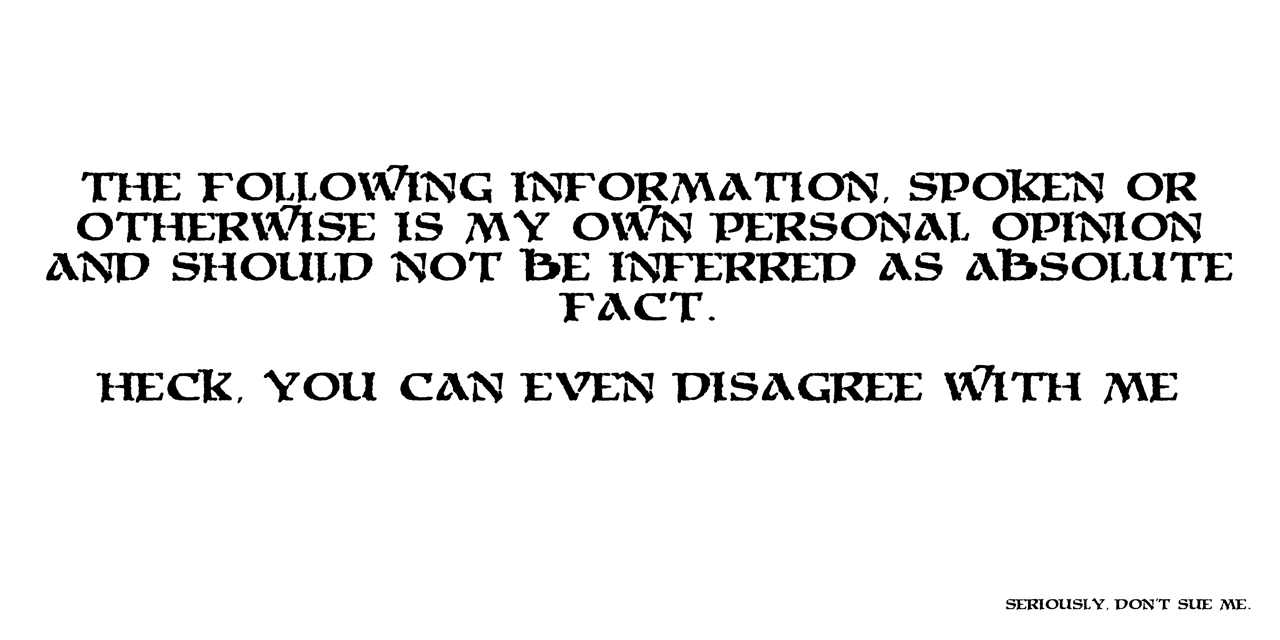 THE FOLLOWING INFORMATION, SPOKEN OR
OTHERWISE IS MY OWN PERSONAL OPINION
AND SHOULD NOT BE INFERRED AS ABSOLUTE
FACT.
HECK, YOU CAN EVEN DISAGREE WITH ME
SERIOUSLY, DON'T SUE ME.